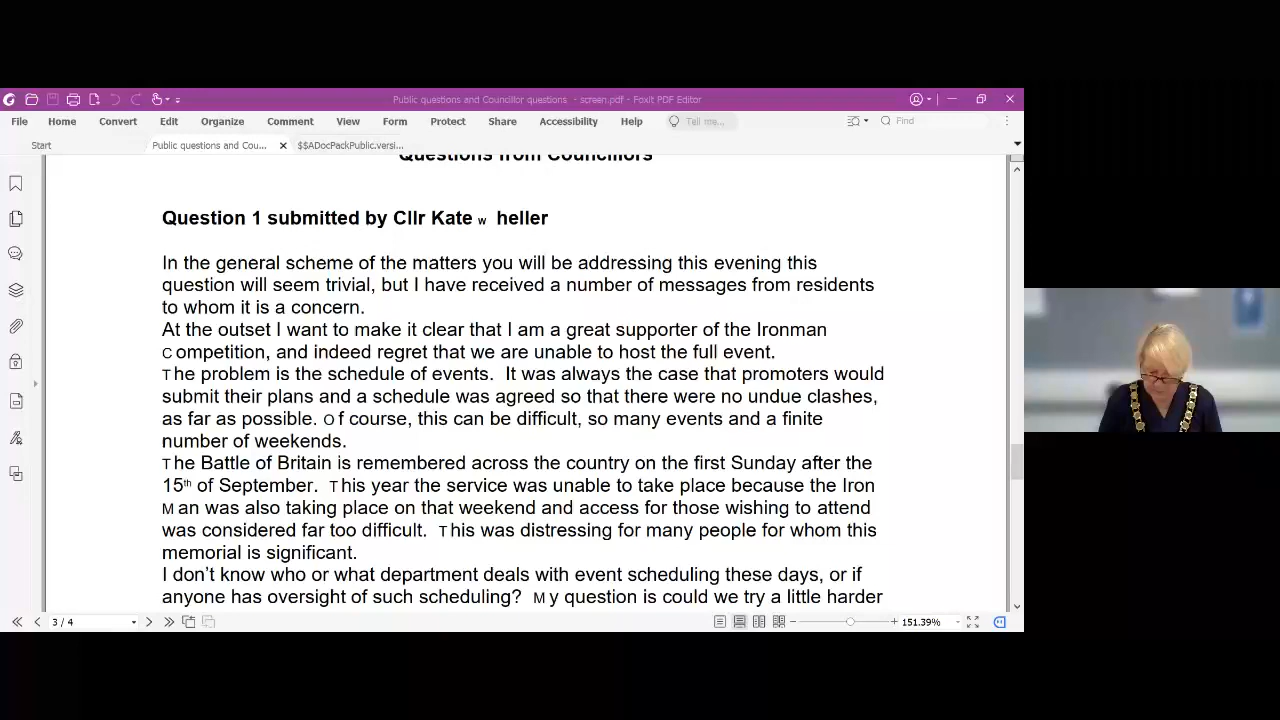 Public questions and Councillor questions - screen.pdf - Foxit PDF Editor
File Home Convert Edit Organize Comment View Form Protect Share Accessibility Help Tell me... Find
Start Public questions and Cou... $$ADocPackPublic.versi...
Questions from Councillors
Question 1 submitted by Cllr Kate w heller
In the general scheme of the matters you will be addressing this evening this
question will seem trivial, but I have received a number of messages from residents
to whom it is a concern.
At the outset I want to make it clear that I am a great supporter of the Ironman
C ompetition, and indeed regret that we are unable to host the full event.
T he problem is the schedule of events. It was always the case that promoters would
submit their plans and a schedule was agreed so that there were no undue clashes,
as far as possible. O f course, this can be difficult, so many events and a finite
number of weekends.
T he Battle of Britain is remembered across the country on the first Sunday after the
15th of September. T his year the service was unable to take place because the Iron
M an was also taking place on that weekend and access for those wishing to attend
was considered far too difficult. T his was distressing for many people for whom this
memorial is significant.
I don't know who or what department deals with event scheduling these days, or if
anyone has oversight of such scheduling? M y question is could we try a little harder
3 / 4 151.39%